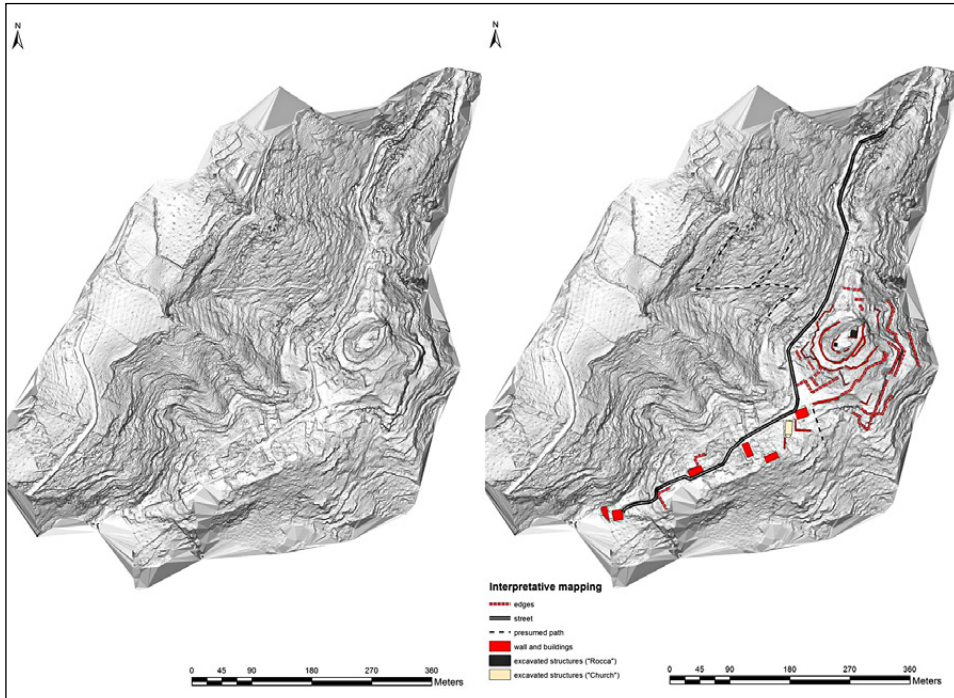 N
N
Interpretative mapping
edges
street
presumed path
wall and buildings
excavated structures ("Rocca")
excavated structures ("Church")
0 45 90 180 270 360
Meters
0 45 90 180 270 360
Meters